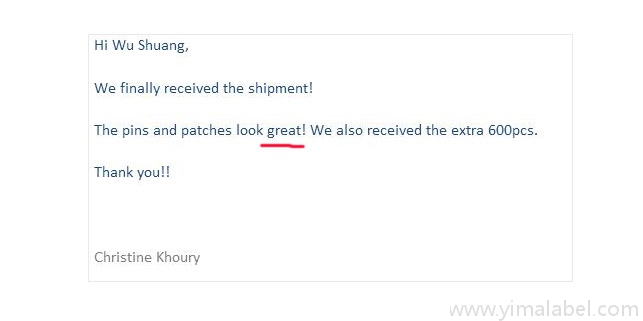 Hi Wu Shuang,
We finally received the shipment!
The pins and patches look great! We also received the extra 600pcs.
Thank you!!
Christine Khoury
www.yimalabel.com